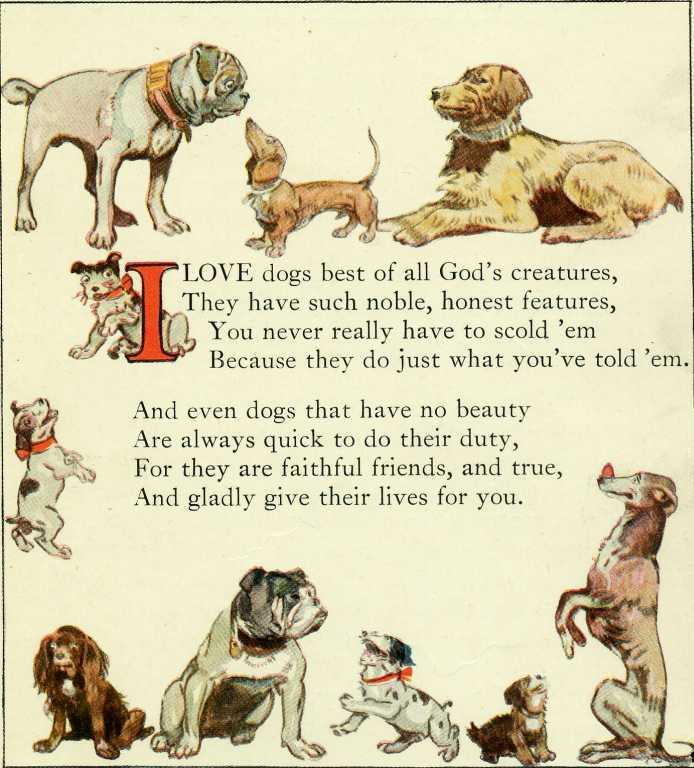 I LOVE dogs best of all God's creatures,
They have such noble, honest features,
You never really have to scold 'em
Because they do just what you've told 'em.
And even dogs that have no beauty
Are always quick to do their duty,
For they are faithful friends, and true,
And gladly give their lives for you.